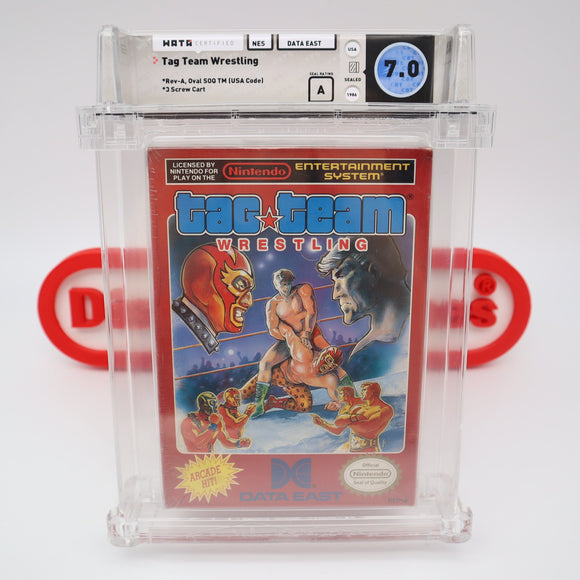 WATA CERTIFIED
NES
DATA EAST
Tag Team Wrestling
*Rev-A, Oval SOQ TM (USA Code)
*3 Screw Cart
SEAL RATING
A
USA
SEALED
1986
7.0
LICENSED BY
NINTENDO FOR
PLAY ON THE
Nintendo
ENTERTAINMENT
SYSTEM®
tag team®
WRESTLING
D
®
S
ARCADE
HIT!
DATA EAST
Official
Nintendo
Seal of Quality